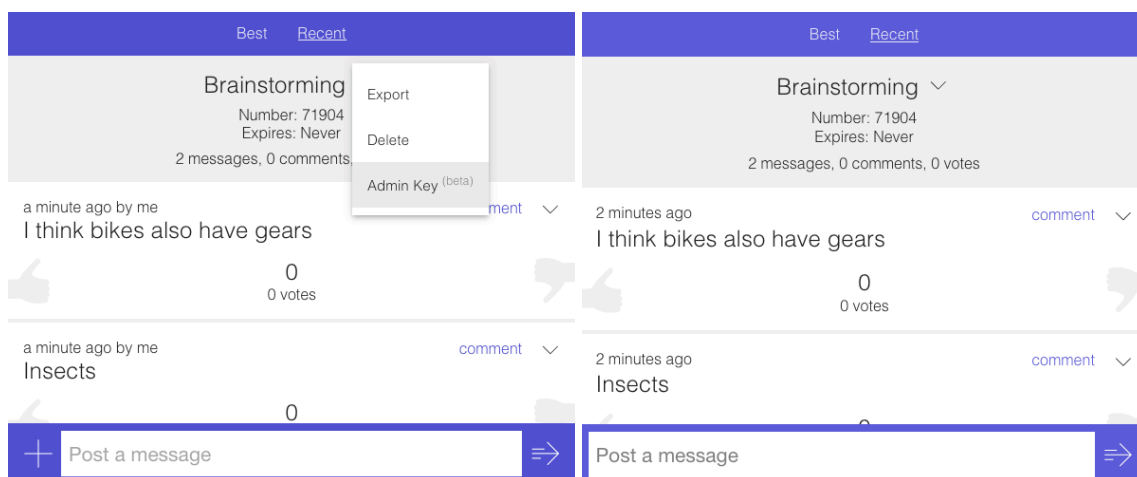 Best Recent
Brainstorming
Number: 71904
Expires: Never
2 messages, 0 comments,
Export
Delete
Admin Key (beta)
a minute ago by me
ment
I think bikes also have gears
0
0 votes
a minute ago by me
comment
Insects
0
Post a message
Best Recent
Brainstorming
Number: 71904
Expires: Never
2 messages, 0 comments, 0 votes
2 minutes ago
comment
I think bikes also have gears
0
0 votes
2 minutes ago
comment
Insects
0
Post a message